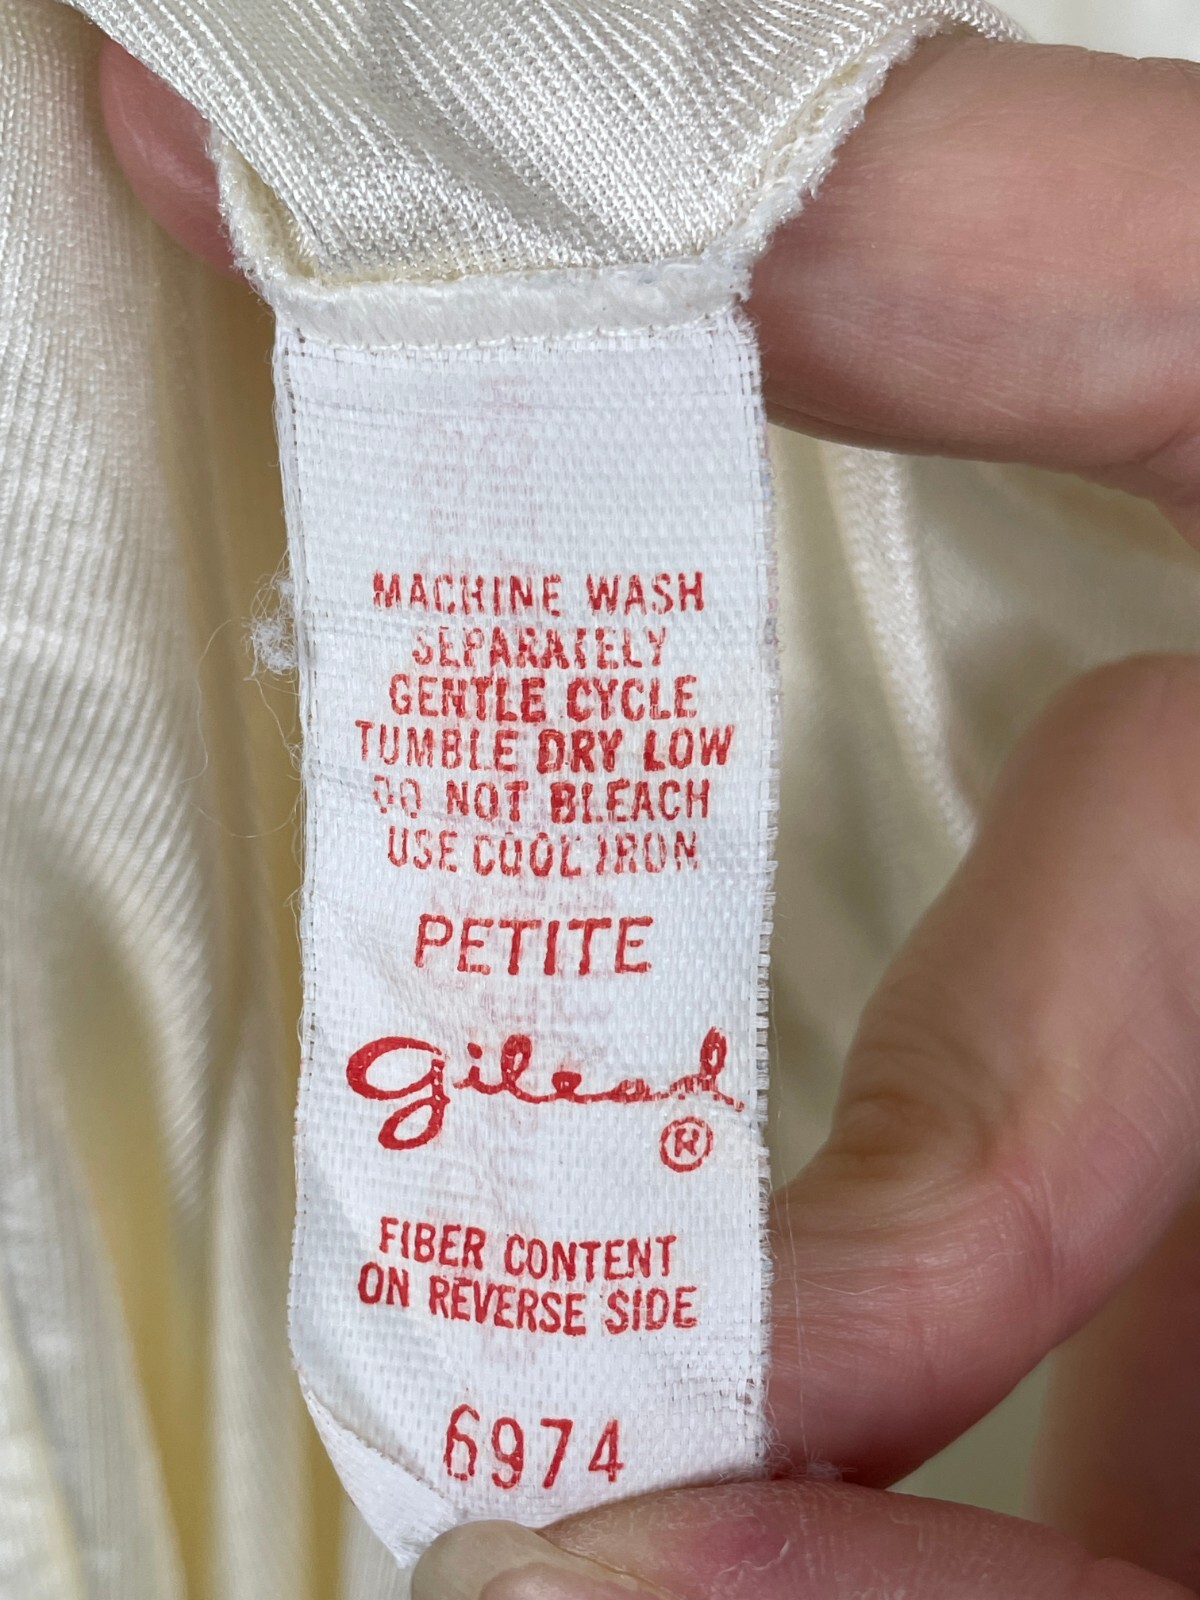 MACHINE WASH
SEPARATELY
GENTLE CYCLE
TUMBLE DRY LOW
DO NOT BLEACH
USE COOL IRON
PETITE
Gilead
®
FIBER CONTENT
ON REVERSE SIDE
6974